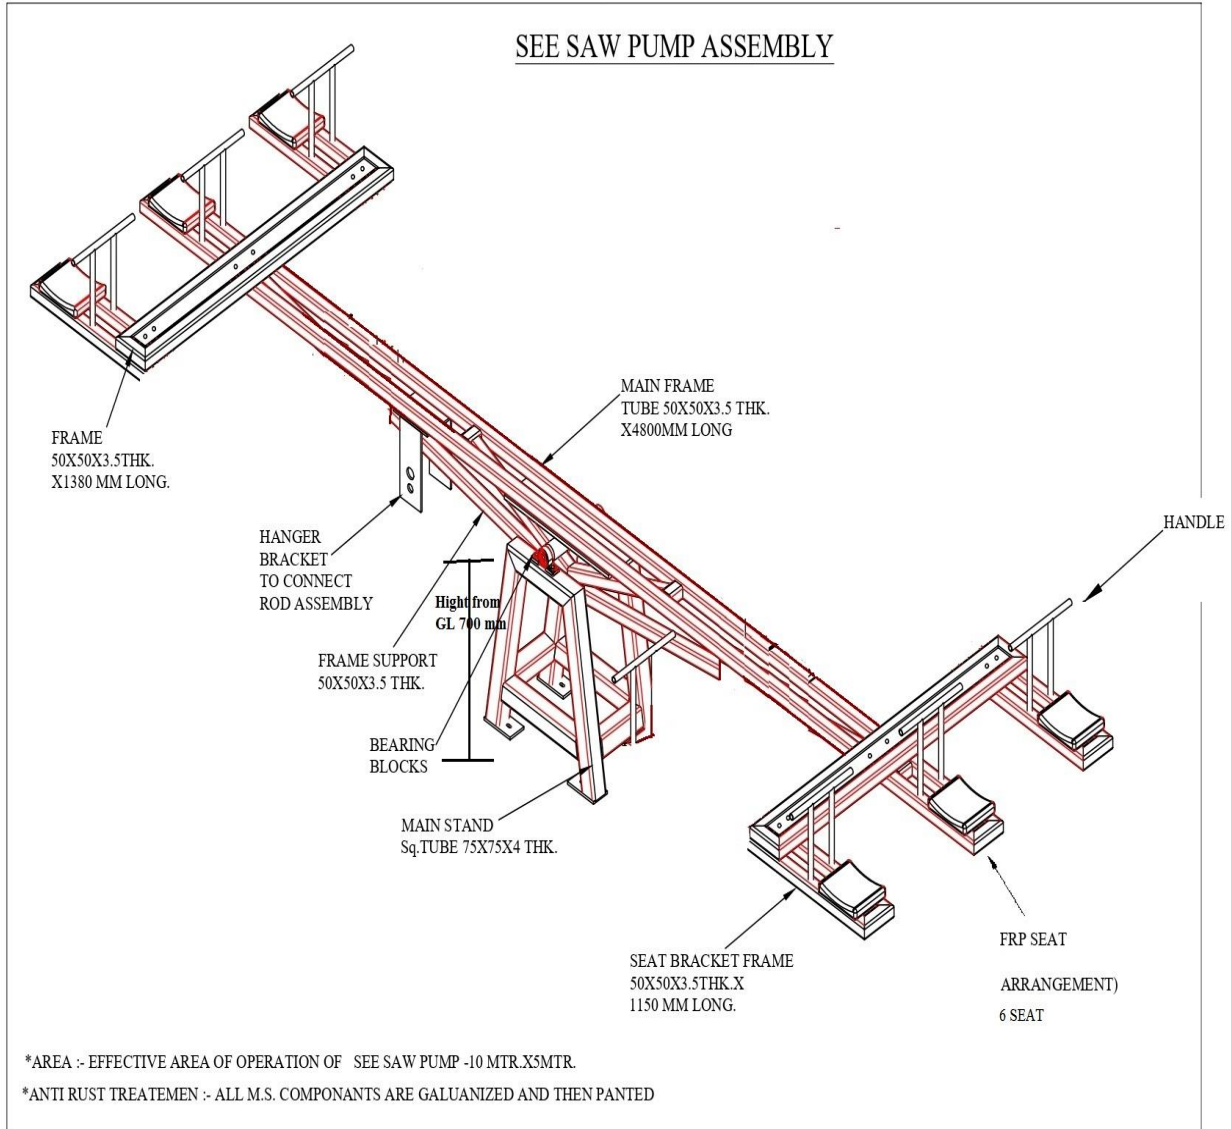 SEE SAW PUMP ASSEMBLY
MAIN FRAME
TUBE 50X50X3.5 THK.
X4800MM LONG
FRAME
50X50X3.5THK.
X1380 MM LONG.
HANDLE
HANGER
BRACKET
TO CONNECT
ROD ASSEMBLY
Hight from
GL 700 mm
FRAME SUPPORT
50X50X3.5 THK.
BEARING
BLOCKS
MAIN STAND
Sq.TUBE 75X75X4 THK.
SEAT BRACKET FRAME
50X50X3.5THK.X
1150 MM LONG.
FRP SEAT
ARRANGEMENT)
6 SEAT
*AREA :- EFFECTIVE AREA OF OPERATION OF SEE SAW PUMP -10 MTR.X5MTR.
*ANTI RUST TREATEMEN :- ALL M.S. COMPONANTS ARE GALUANIZED AND THEN PANTED